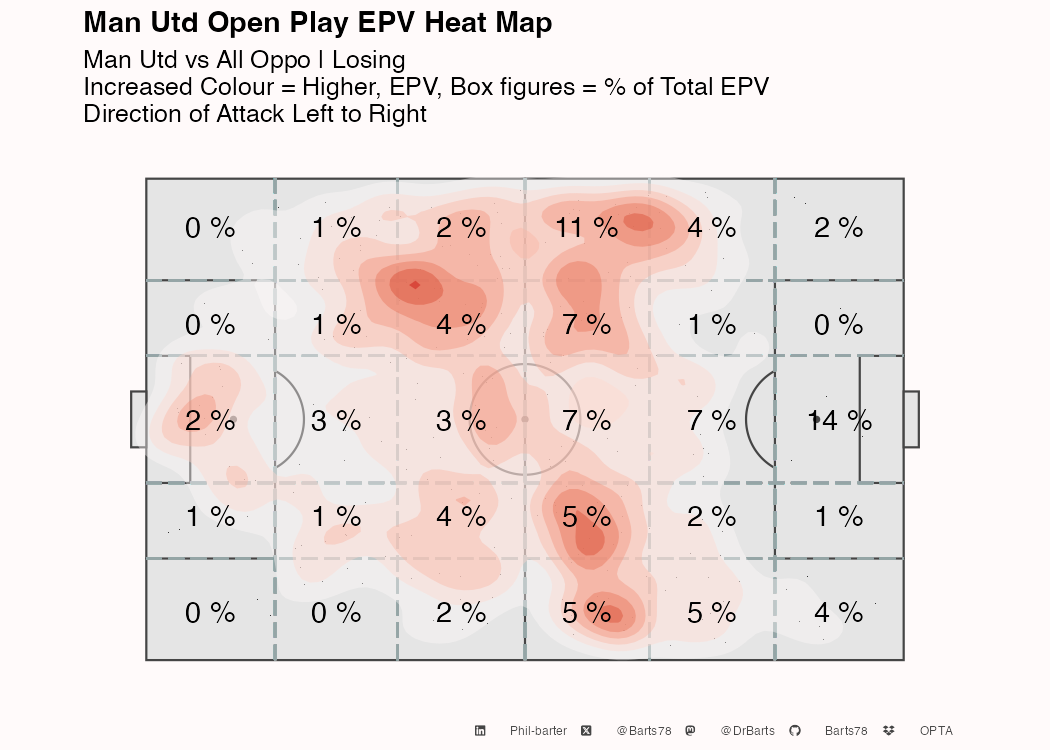 Man Utd Open Play EPV Heat Map
Man Utd vs All Oppo | Losing
Increased Colour = Higher, EPV, Box figures = % of Total EPV
Direction of Attack Left to Right
0 % 1 % 2 % 11 % 4 % 2 %
0 % 1 % 4 % 7 % 1 % 0 %
2 % 3 % 3 % 7 % 7 % 14 %
1 % 1 % 4 % 5 % 2 % 1 %
0 % 0 % 2 % 5 % 5 % 4 %
Phil-barter @Barts78 @DrBarts Barts78 OPTA